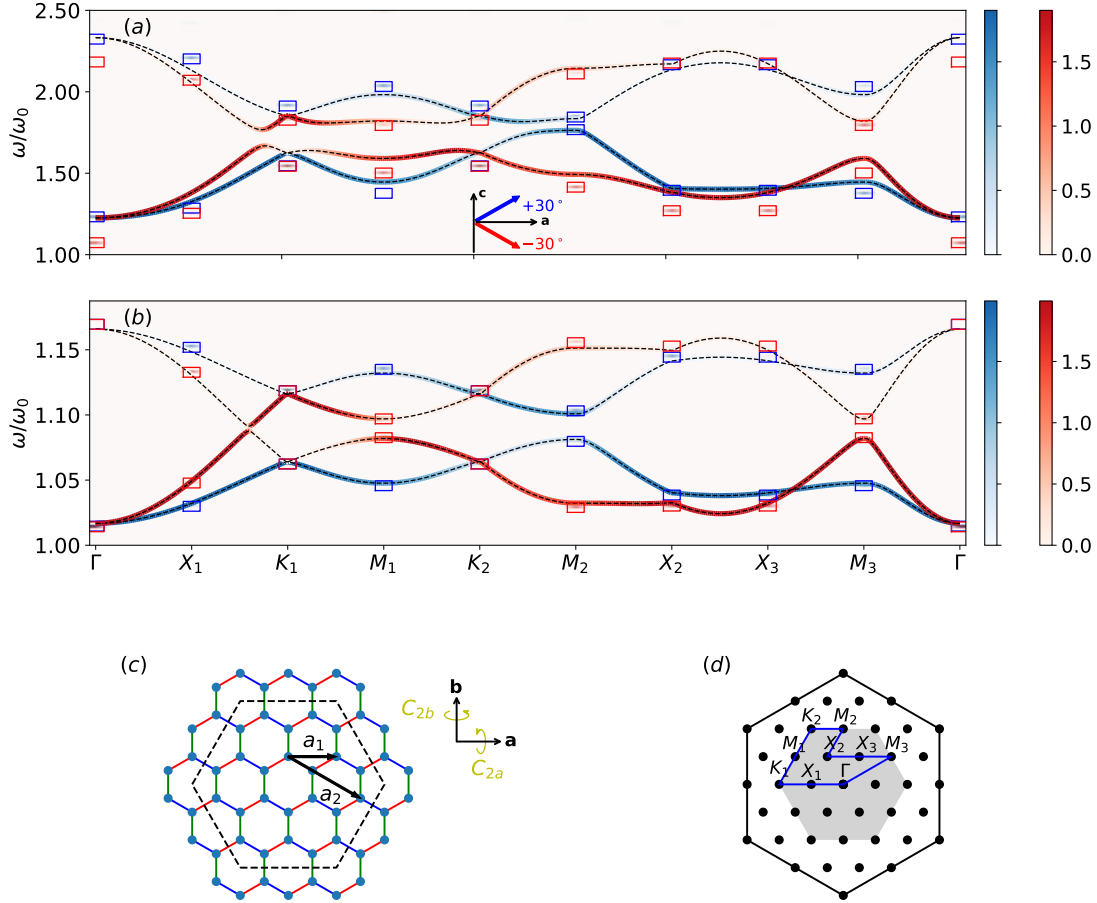 (a)
2.50
2.00
1.50
1.00
ω/ω₀
c
+30°
a
−30°
1.5
1.0
0.5
0.0
(b)
1.15
1.10
1.05
1.00
ω/ω₀
1.5
1.0
0.5
0.0
Γ X₁ K₁ M₁ K₂ M₂ X₂ X₃ M₃ Γ
(c)
a₁
a₂
b
C₂b
a
C₂a
(d)
K₂ M₂
M₁ X₂ X₃ M₃
K₁ X₁ Γ